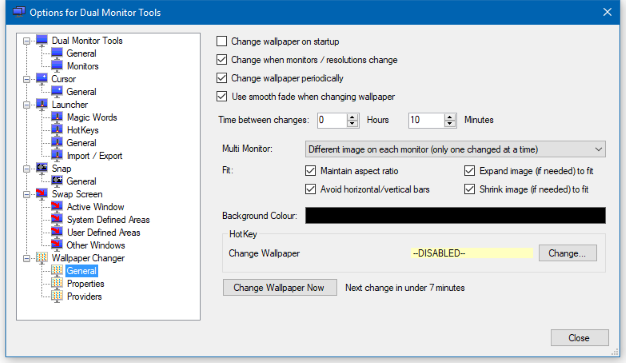 Options for Dual Monitor Tools
Dual Monitor Tools
General
Monitors
Cursor
General
Launcher
Magic Words
HotKeys
General
Import / Export
Snap
General
Swap Screen
Active Window
System Defined Areas
User Defined Areas
Other Windows
Wallpaper Changer
General
Properties
Providers
Change wallpaper on startup
Change when monitors / resolutions change
Change wallpaper periodically
Use smooth fade when changing wallpaper
Time between changes: 0 Hours 10 Minutes
Multi Monitor: Different image on each monitor (only one changed at a time)
Fit: Maintain aspect ratio Expand image (if needed) to fit
Avoid horizontal/vertical bars Shrink image (if needed) to fit
Background Colour:
HotKey
Change Wallpaper --DISABLED-- Change...
Change Wallpaper Now Next change in under 7 minutes
Close